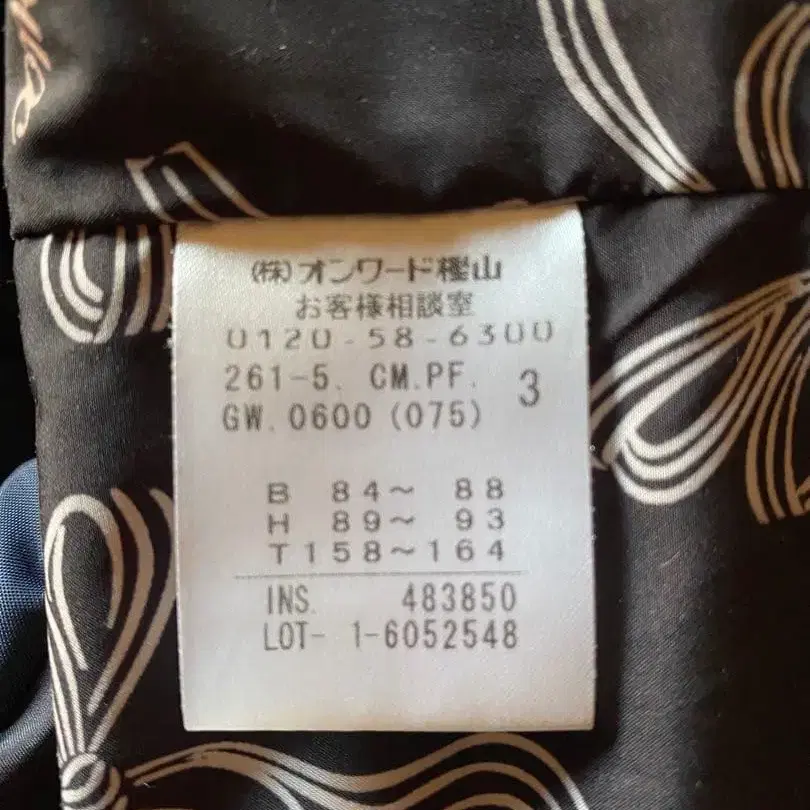 (株)オンワード樫山
お客様相談室
0120-58-6300
261-5. CM.PF. 3
GW. 0600 (075)
B 84～ 88
H 89～ 93
T158～164
INS. 483850
LOT- 1-6052548